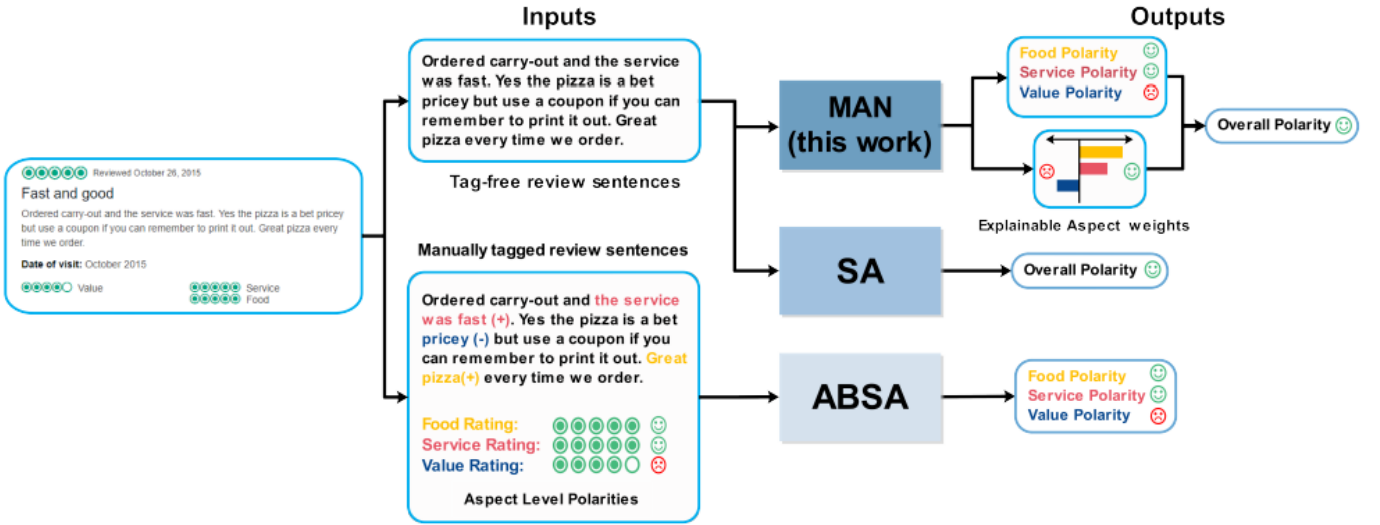 Inputs
Outputs
Reviewed October 26, 2015
Fast and good
Ordered carry-out and the service was fast. Yes the pizza is a bet pricey
but use a coupon if you can remember to print it out. Great pizza every
time we order.
Date of visit: October 2015
Value
Service
Food
Ordered carry-out and the service
was fast. Yes the pizza is a bet
pricey but use a coupon if you can
remember to print it out. Great
pizza every time we order.
Tag-free review sentences
Manually tagged review sentences
Ordered carry-out and the service
was fast (+). Yes the pizza is a bet
pricey (-) but use a coupon if you
can remember to print it out. Great
pizza(+) every time we order.
Food Rating:
Service Rating:
Value Rating:
Aspect Level Polarities
MAN
(this work)
SA
ABSA
Food Polarity
Service Polarity
Value Polarity
Explainable Aspect weights
Overall Polarity
Overall Polarity
Food Polarity
Service Polarity
Value Polarity